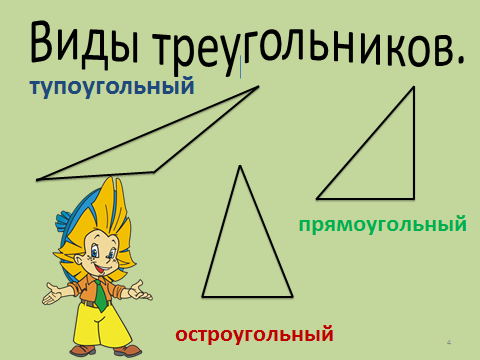 Виды треугольников.
тупоугольный
прямоугольный
остроугольный
4